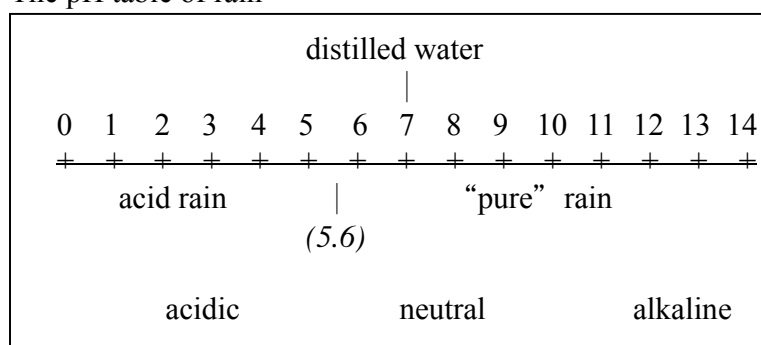 The pH table of rain
distilled water
|
0 1 2 3 4 5 6 7 8 9 10 11 12 13 14
acid rain | “pure” rain
(5.6)
acidic neutral alkaline